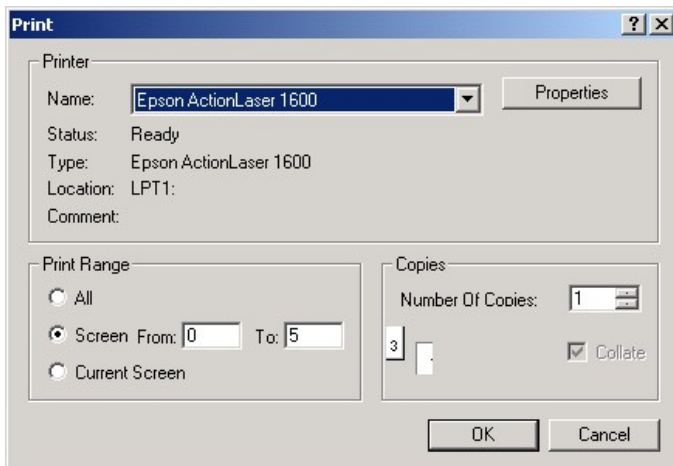 Print
Printer
Name: Epson ActionLaser 1600 Properties
Status: Ready
Type: Epson ActionLaser 1600
Location: LPT1:
Comment:
Print Range
All
Screen From: 0 To: 5
Current Screen
Copies
Number Of Copies: 1
3
Collate
OK Cancel